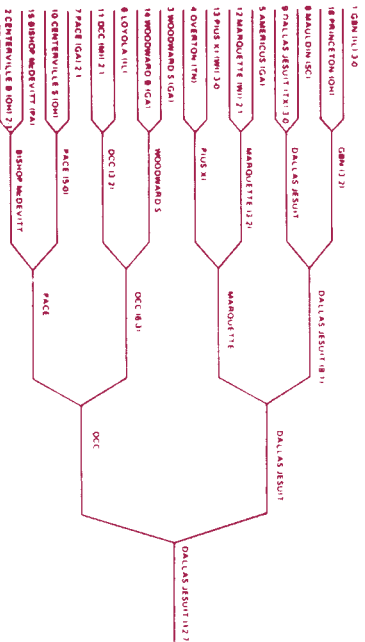 1 GBN (IL) 3-0
16 PRINCETON (OH)
8 MAULDIN (SC)
9 DALLAS JESUIT (TX) 3-0
5 AMERICUS (GA)
12 MARQUETTE (WI) 2-1
13 PIUS XI (WI) 3-0
4 OVERTON (TN)
3 WOODWARD S (GA)
14 WOODWARD B (GA)
6 LOYOLA (IL)
11 OCC (MI) 2-1
7 PACE (GA) 2-1
10 CENTERVILLE S (OH)
15 BISHOP McDEVITT (PA)
2 CENTERVILLE B (OH) 2-1
GBN (3-2)
DALLAS JESUIT
MARQUETTE (3-2)
PIUS XI
WOODWARD S
OCC (3-2)
PACE (5-0)
BISHOP McDEVITT
DALLAS JESUIT (8-1)
MARQUETTE
OCC (6-3)
PACE
DALLAS JESUIT
OCC
DALLAS JESUIT (12-7